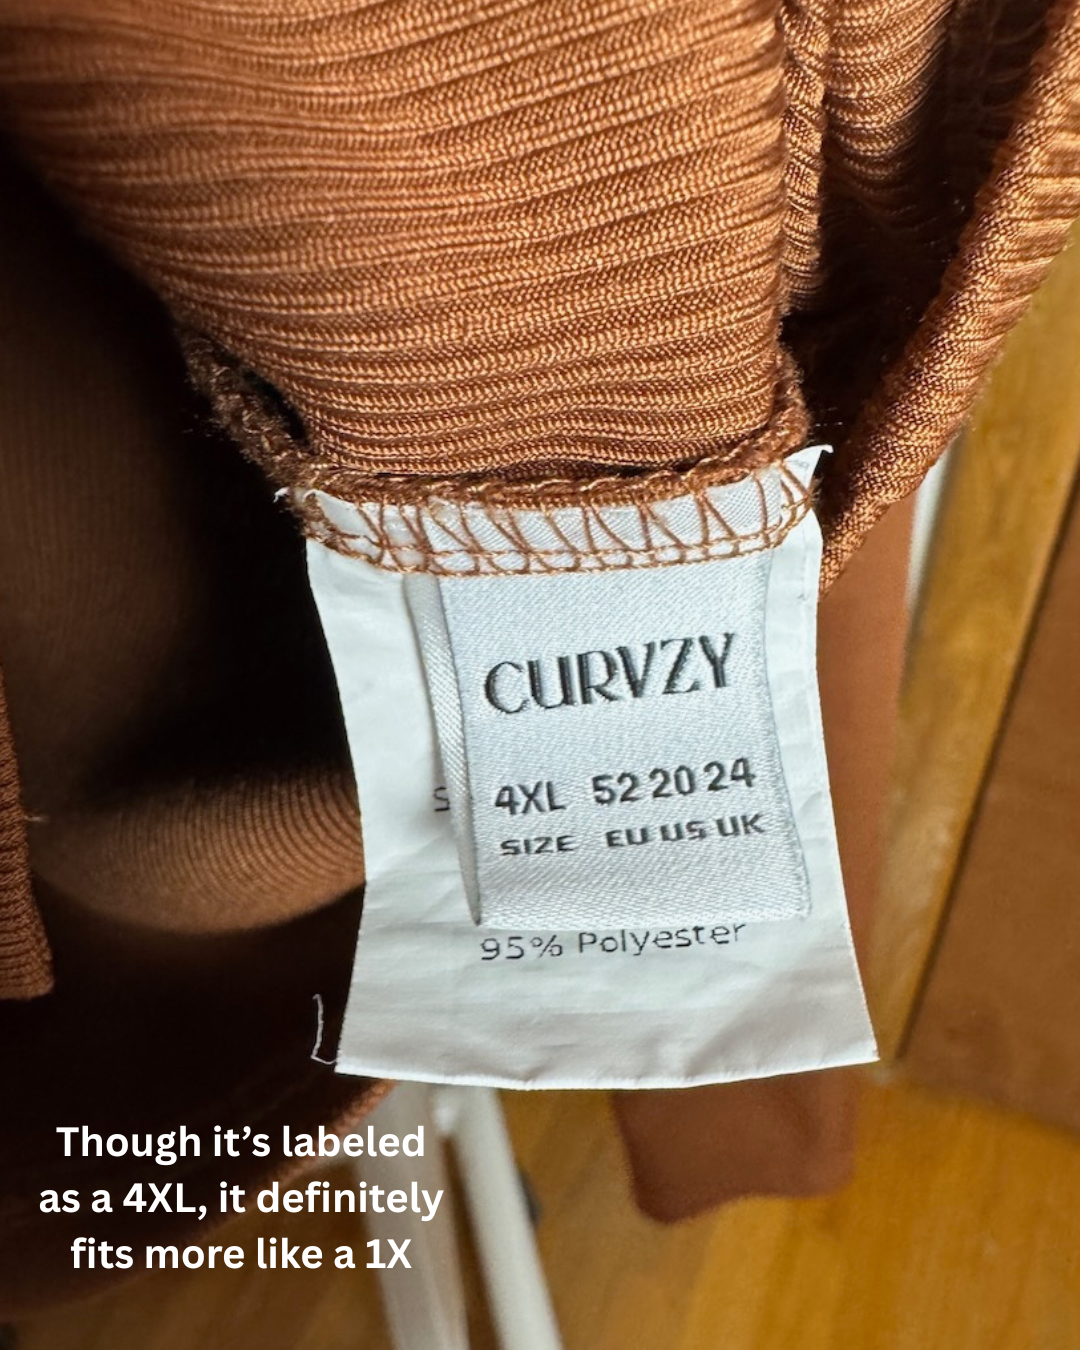 CURVZY
4XL 52 20 24
SIZE EU US UK
S
95% Polyester
Though it’s labeled
as a 4XL, it definitely
fits more like a 1X